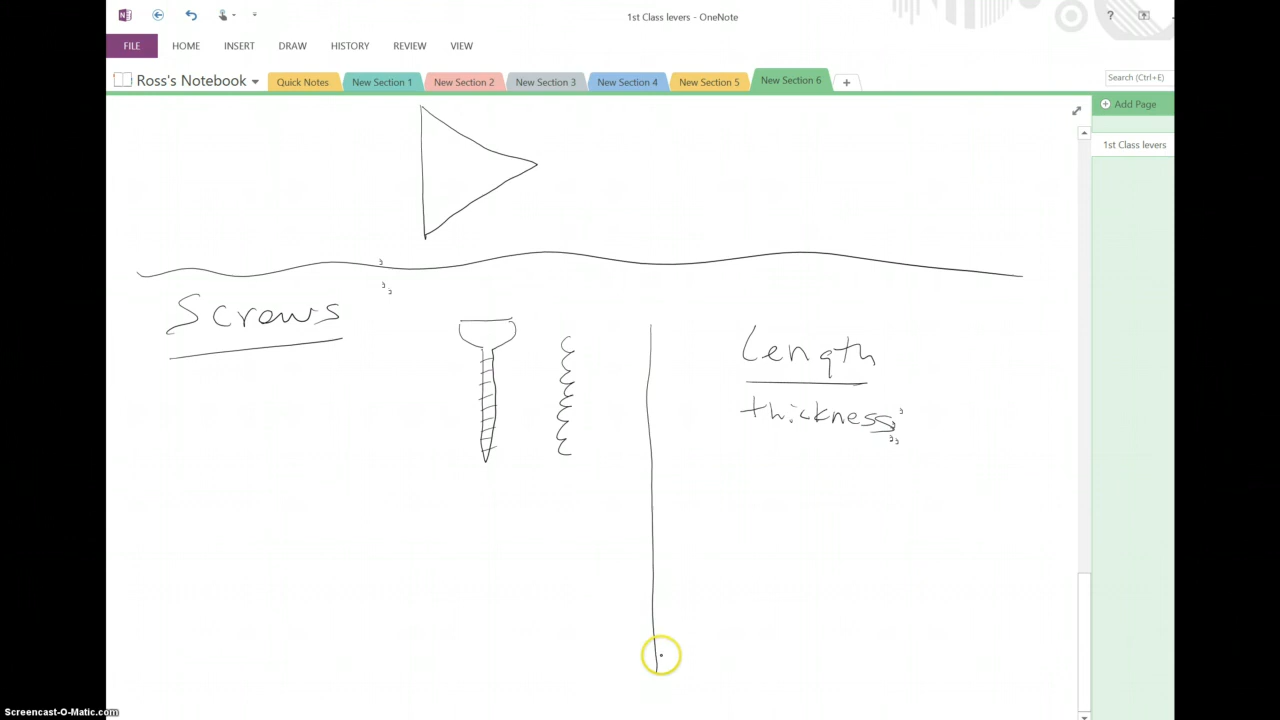 1st Class levers - OneNote
?
FILE HOME INSERT DRAW HISTORY REVIEW VIEW
Ross's Notebook Quick Notes New Section 1 New Section 2 New Section 3 New Section 4 New Section 5 New Section 6 + Search (Ctrl+E)
Add Page
1st Class levers
Screws
Length
thickness
Screencast-O-Matic.com